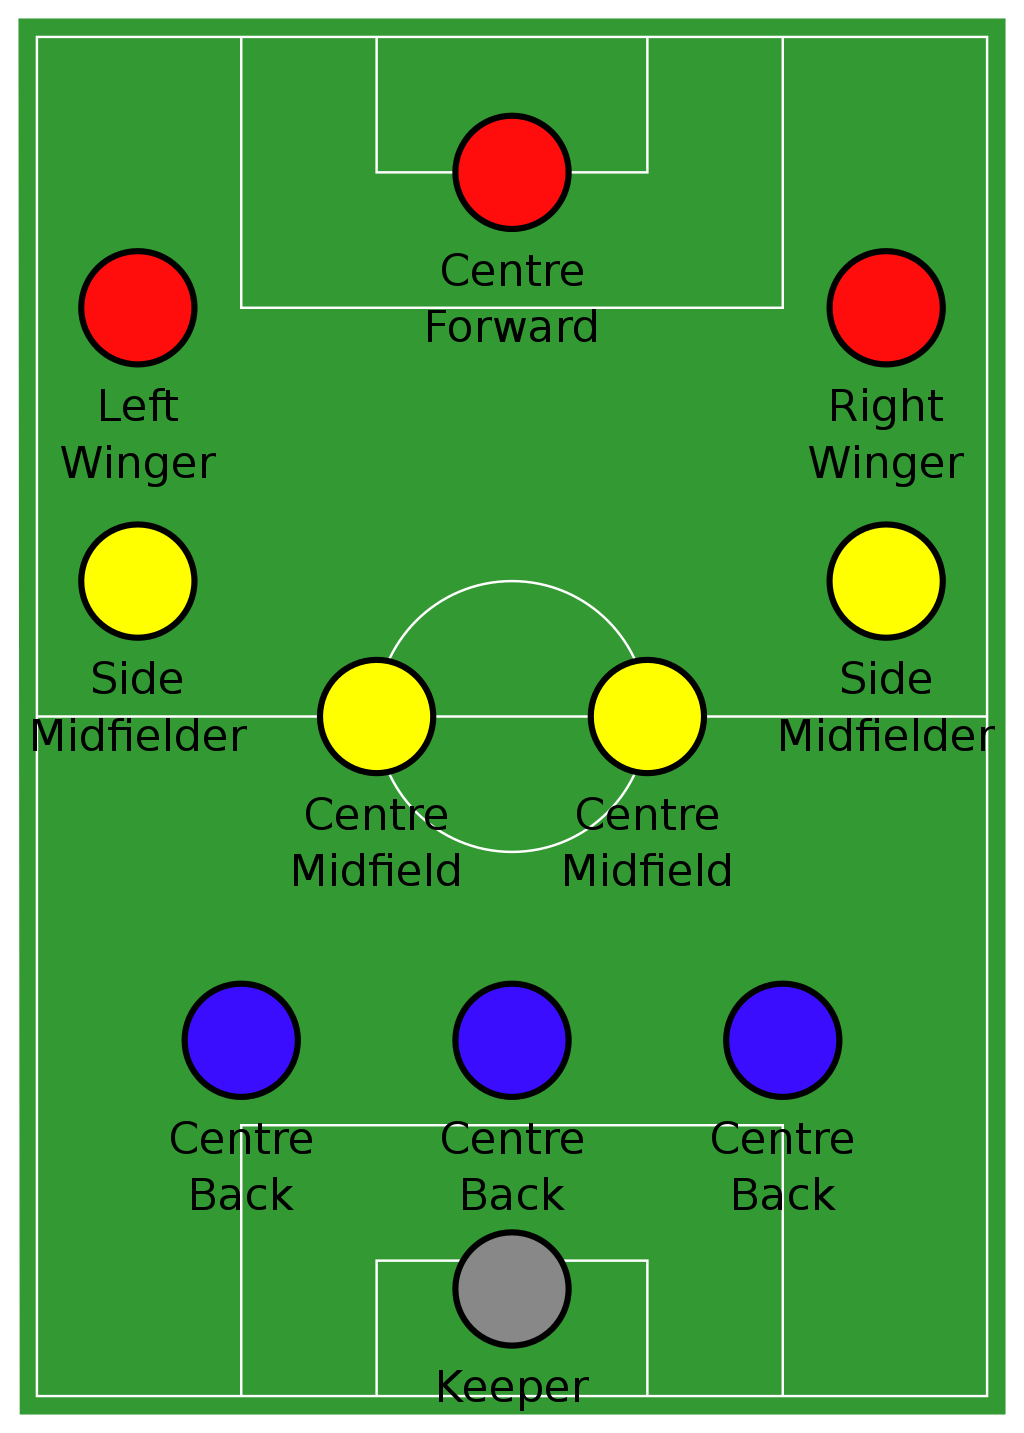 Centre
Forward
Left
Winger
Right
Winger
Side
Midfielder
Side
Midfielder
Centre
Midfield
Centre
Midfield
Centre
Back
Centre
Back
Centre
Back
Keeper